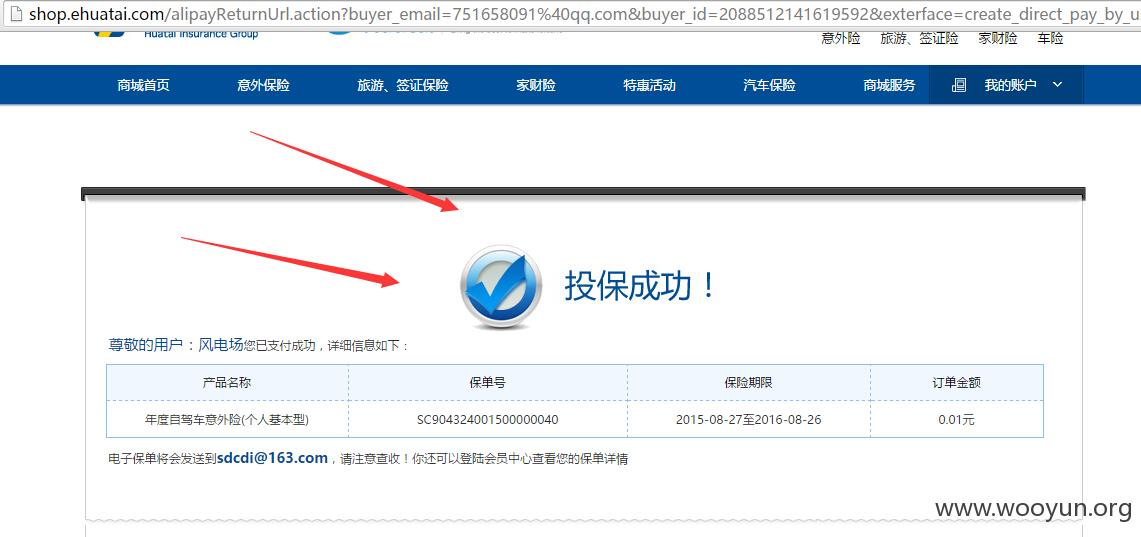 shop.ehuatai.com/alipayReturnUrl.action?buyer_email=751658091%40qq.com&buyer_id=2088512141619592&exterface=create_direct_pay_by_u
Huatai Insurance Group
意外险 旅游、签证险 家财险 车险
商城首页 意外保险 旅游、签证保险 家财险 特惠活动 汽车保险 商城服务 我的账户
投保成功！
尊敬的用户：风电场您已支付成功，详细信息如下：
产品名称 保单号 保险期限 订单金额
年度自驾车意外险(个人基本型) SC904324001500000040 2015-08-27至2016-08-26 0.01元
电子保单将会发送到sdcdi@163.com，请注意查收！你还可以登陆会员中心查看您的保单详情
www.wooyun.org